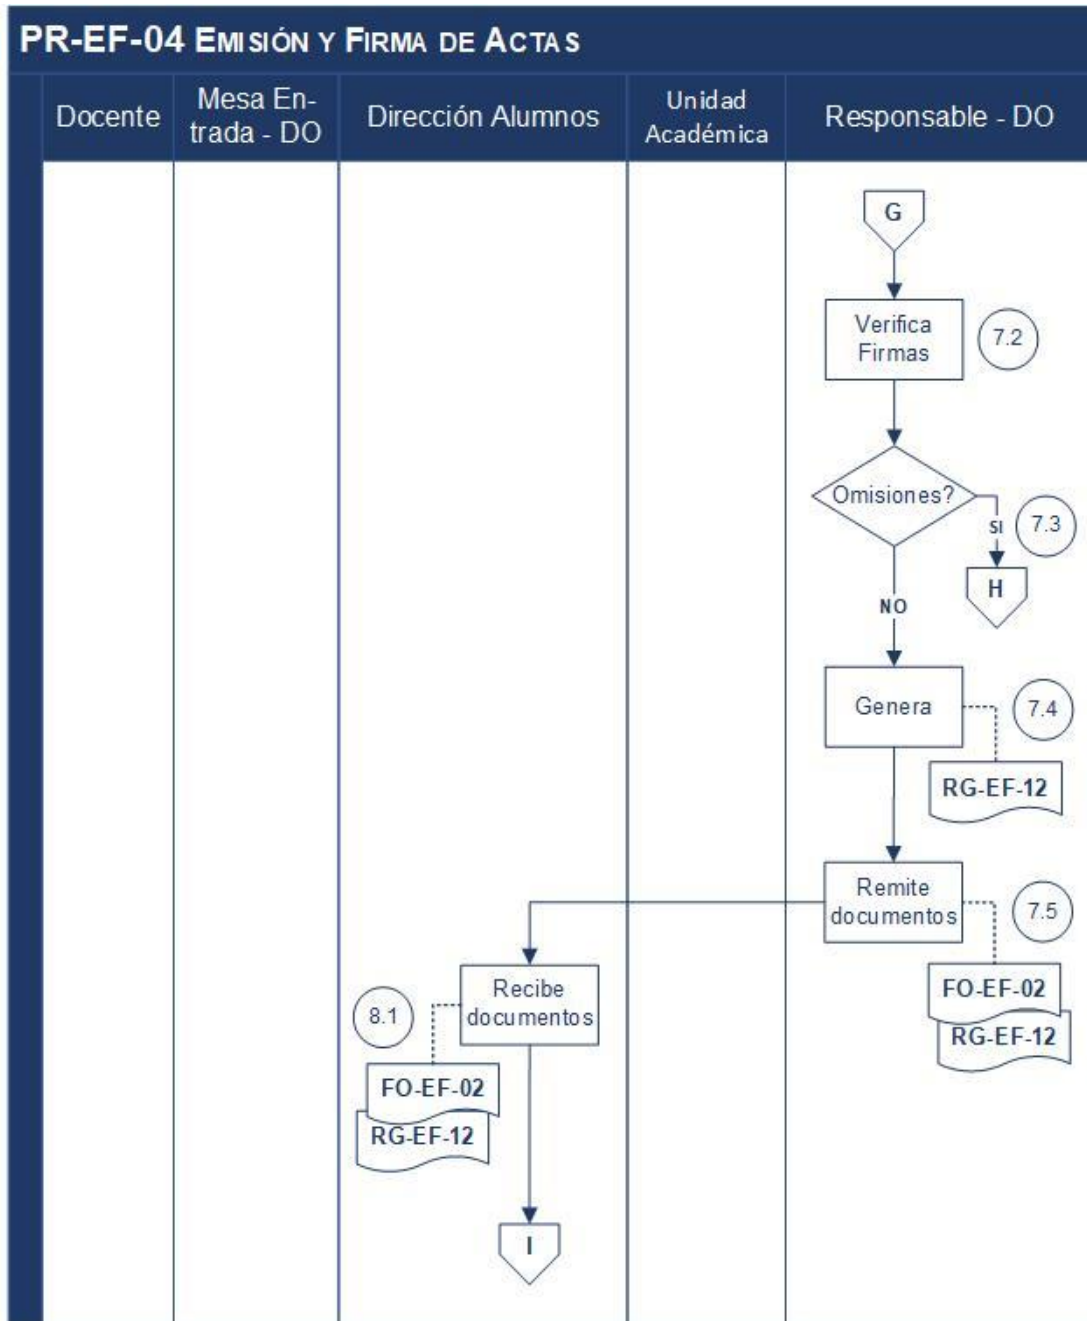 PR-EF-04 EMISIÓN Y FIRMA DE ACTAS
Docente
Mesa En-
trada - DO
Dirección Alumnos
Unidad
Académica
Responsable - DO
G
Verifica
Firmas
7.2
Omisiones?
SI
7.3
H
NO
Genera
7.4
RG-EF-12
Remite
documentos
7.5
FO-EF-02
RG-EF-12
Recibe
documentos
8.1
FO-EF-02
RG-EF-12
I